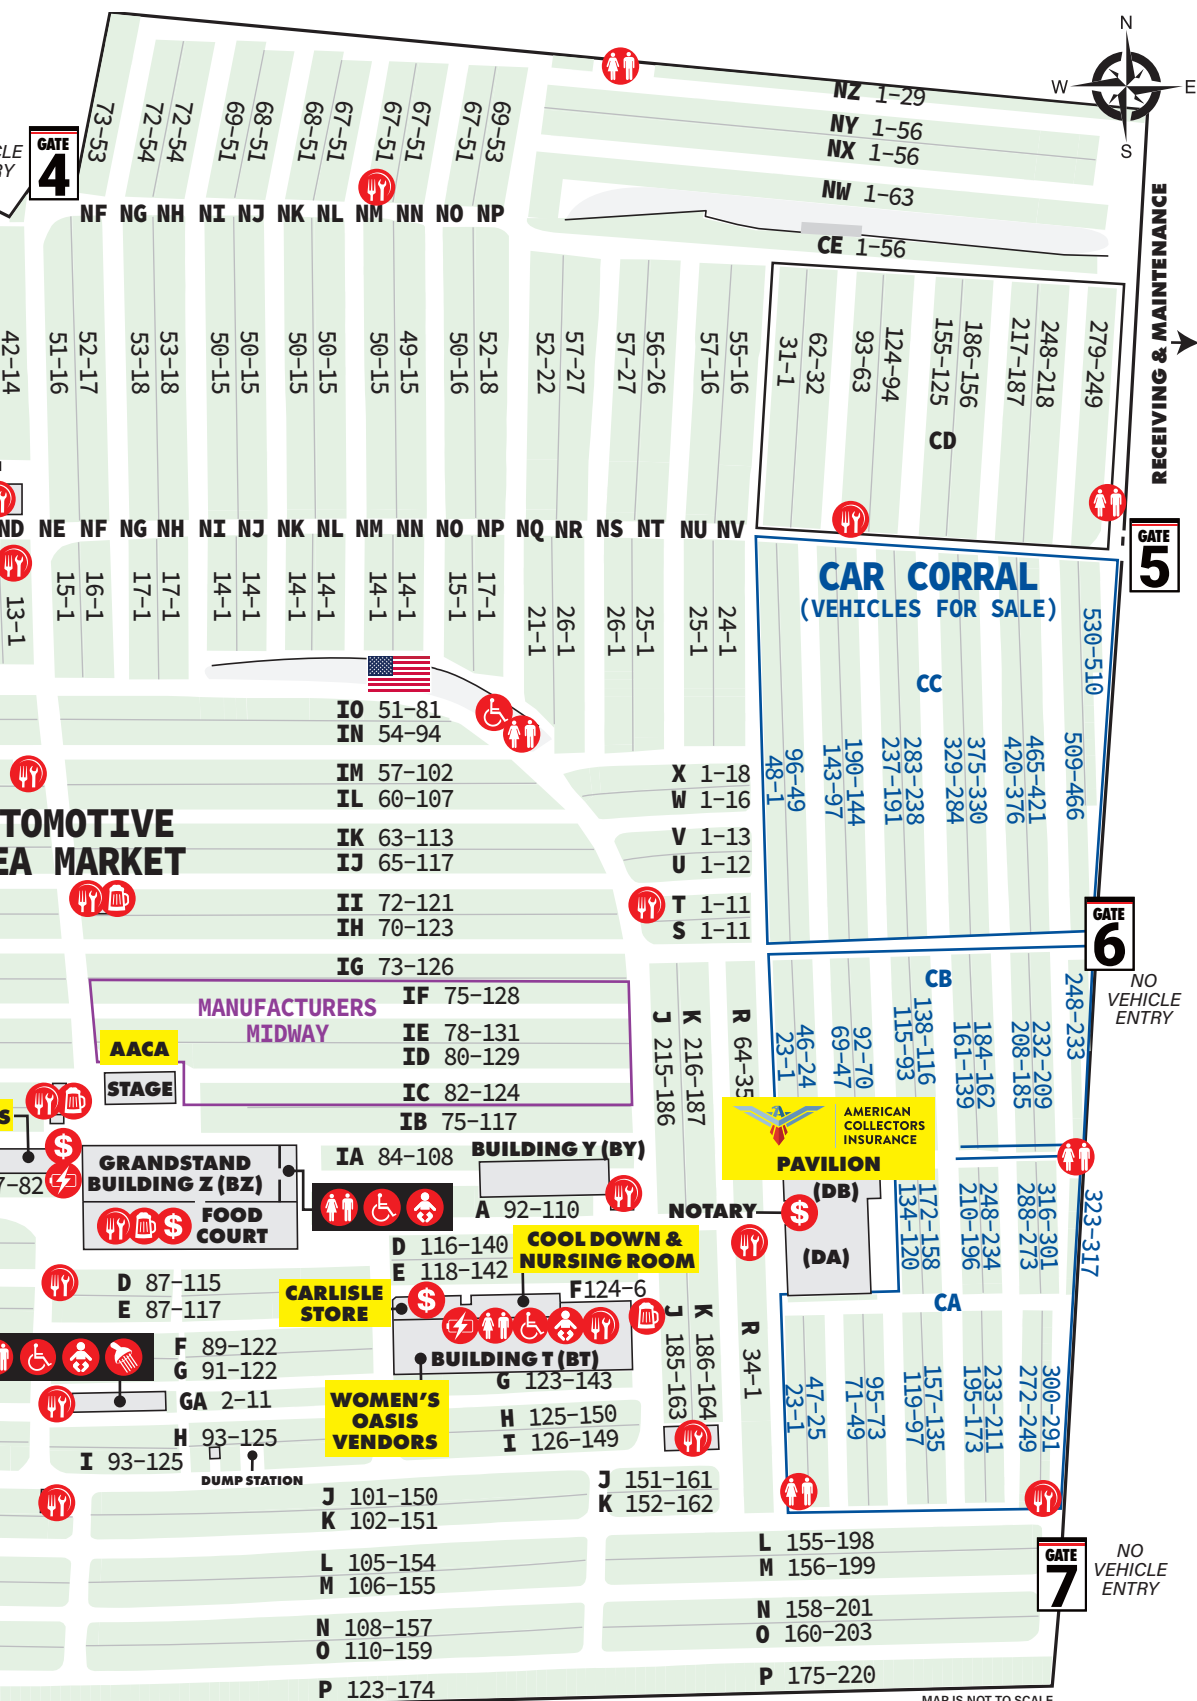 N
W E
S
NZ 1-29
NY 1-56
NX 1-56
NW 1-63
CE 1-56
GATE
4
CLE
RY
73-53
72-54
72-54
69-51
68-51
68-51
67-51
67-51
67-51
67-51
69-53
NF NG NH NI NJ NK NL NM NN NO NP
RECEIVING & MAINTENANCE
42-14
51-16
52-17
53-18
53-18
50-15
50-15
50-15
50-15
50-15
49-15
50-16
52-18
52-22
57-27
57-27
56-26
57-16
55-16
31-1
62-32
93-63
124-94
155-125
186-156
217-187
248-218
279-249
CD
ND NE NF NG NH NI NJ NK NL NM NN NO NP NQ NR NS NT NU NV
GATE
5
13-1
15-1
16-1
17-1
17-1
14-1
14-1
14-1
14-1
14-1
14-1
15-1
17-1
21-1
26-1
26-1
25-1
25-1
24-1
CAR CORRAL
(VEHICLES FOR SALE)
530-510
CC
48-1
96-49
143-97
190-144
237-191
283-238
329-284
375-330
420-376
465-421
509-466
IO 51-81
IN 54-94
IM 57-102
IL 60-107
IK 63-113
IJ 65-117
II 72-121
IH 70-123
IG 73-126
X 1-18
W 1-16
V 1-13
U 1-12
T 1-11
S 1-11
TOMOTIVE
EA MARKET
GATE
6
NO
VEHICLE
ENTRY
MANUFACTURERS
MIDWAY
IF 75-128
IE 78-131
ID 80-129
IC 82-124
IB 75-117
IA 84-108
AACA
STAGE
J 215-186
K 216-187
R 64-35
CB
23-1
46-24
69-47
92-70
115-93
138-116
161-139
184-162
208-185
232-209
248-233
AMERICAN
COLLECTORS
INSURANCE
PAVILION
(DB)
(DA)
NOTARY
S
7-82
$
GRANDSTAND
BUILDING Z (BZ)
FOOD
COURT
$
BUILDING Y (BY)
A 92-110
D 116-140
E 118-142
COOL DOWN &
NURSING ROOM
F124-6
$
134-120
172-158
210-196
248-234
288-273
316-301
323-317
CA
D 87-115
E 87-117
CARLISLE
STORE
$
BUILDING T (BT)
F 89-122
G 91-122
GA 2-11
G 123-143
WOMEN'S
OASIS
VENDORS
H 93-125
I 93-125
DUMP STATION
H 125-150
I 126-149
J 185-163
K 186-164
R 34-1
23-1
47-25
71-49
95-73
119-97
157-135
195-173
233-211
272-249
300-291
J 101-150
K 102-151
J 151-161
K 152-162
L 105-154
M 106-155
L 155-198
M 156-199
N 108-157
O 110-159
N 158-201
O 160-203
P 123-174
P 175-220
GATE
7
NO
VEHICLE
ENTRY
MAP IS NOT TO SCALE